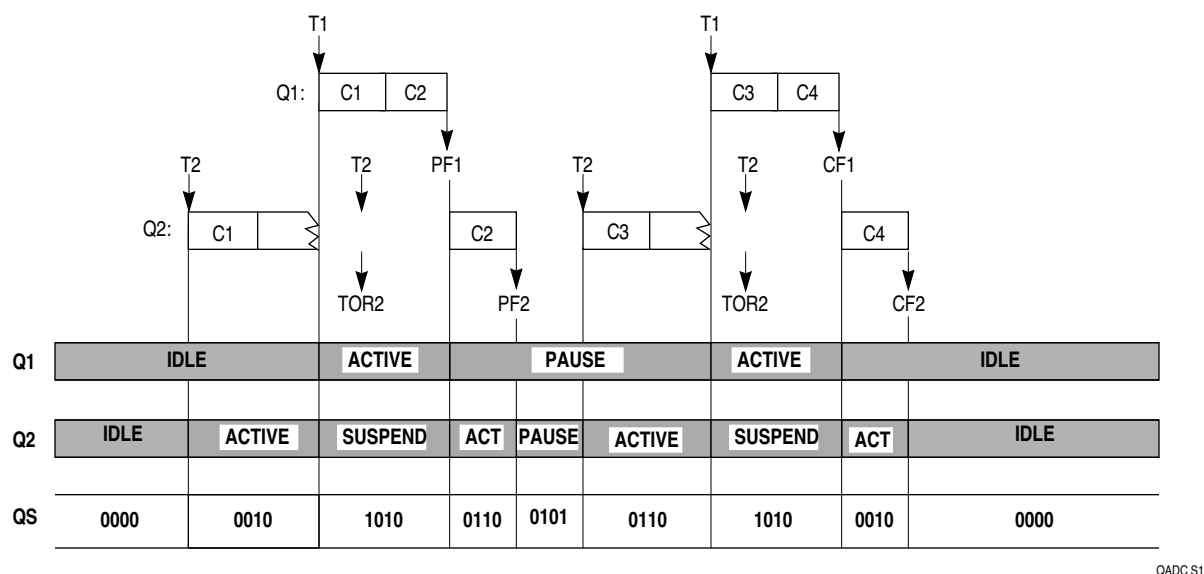 T1 T1
Q1: C1 C2 C3 C4
T2 T2 PF1 T2 T2 CF1
Q2: C1 C2 C3 C4
TOR2 PF2 TOR2 CF2
Q1 IDLE ACTIVE PAUSE ACTIVE IDLE
Q2 IDLE ACTIVE SUSPEND ACT PAUSE ACTIVE SUSPEND ACT IDLE
QS 0000 0010 1010 0110 0101 0110 1010 0010 0000
QADC S1